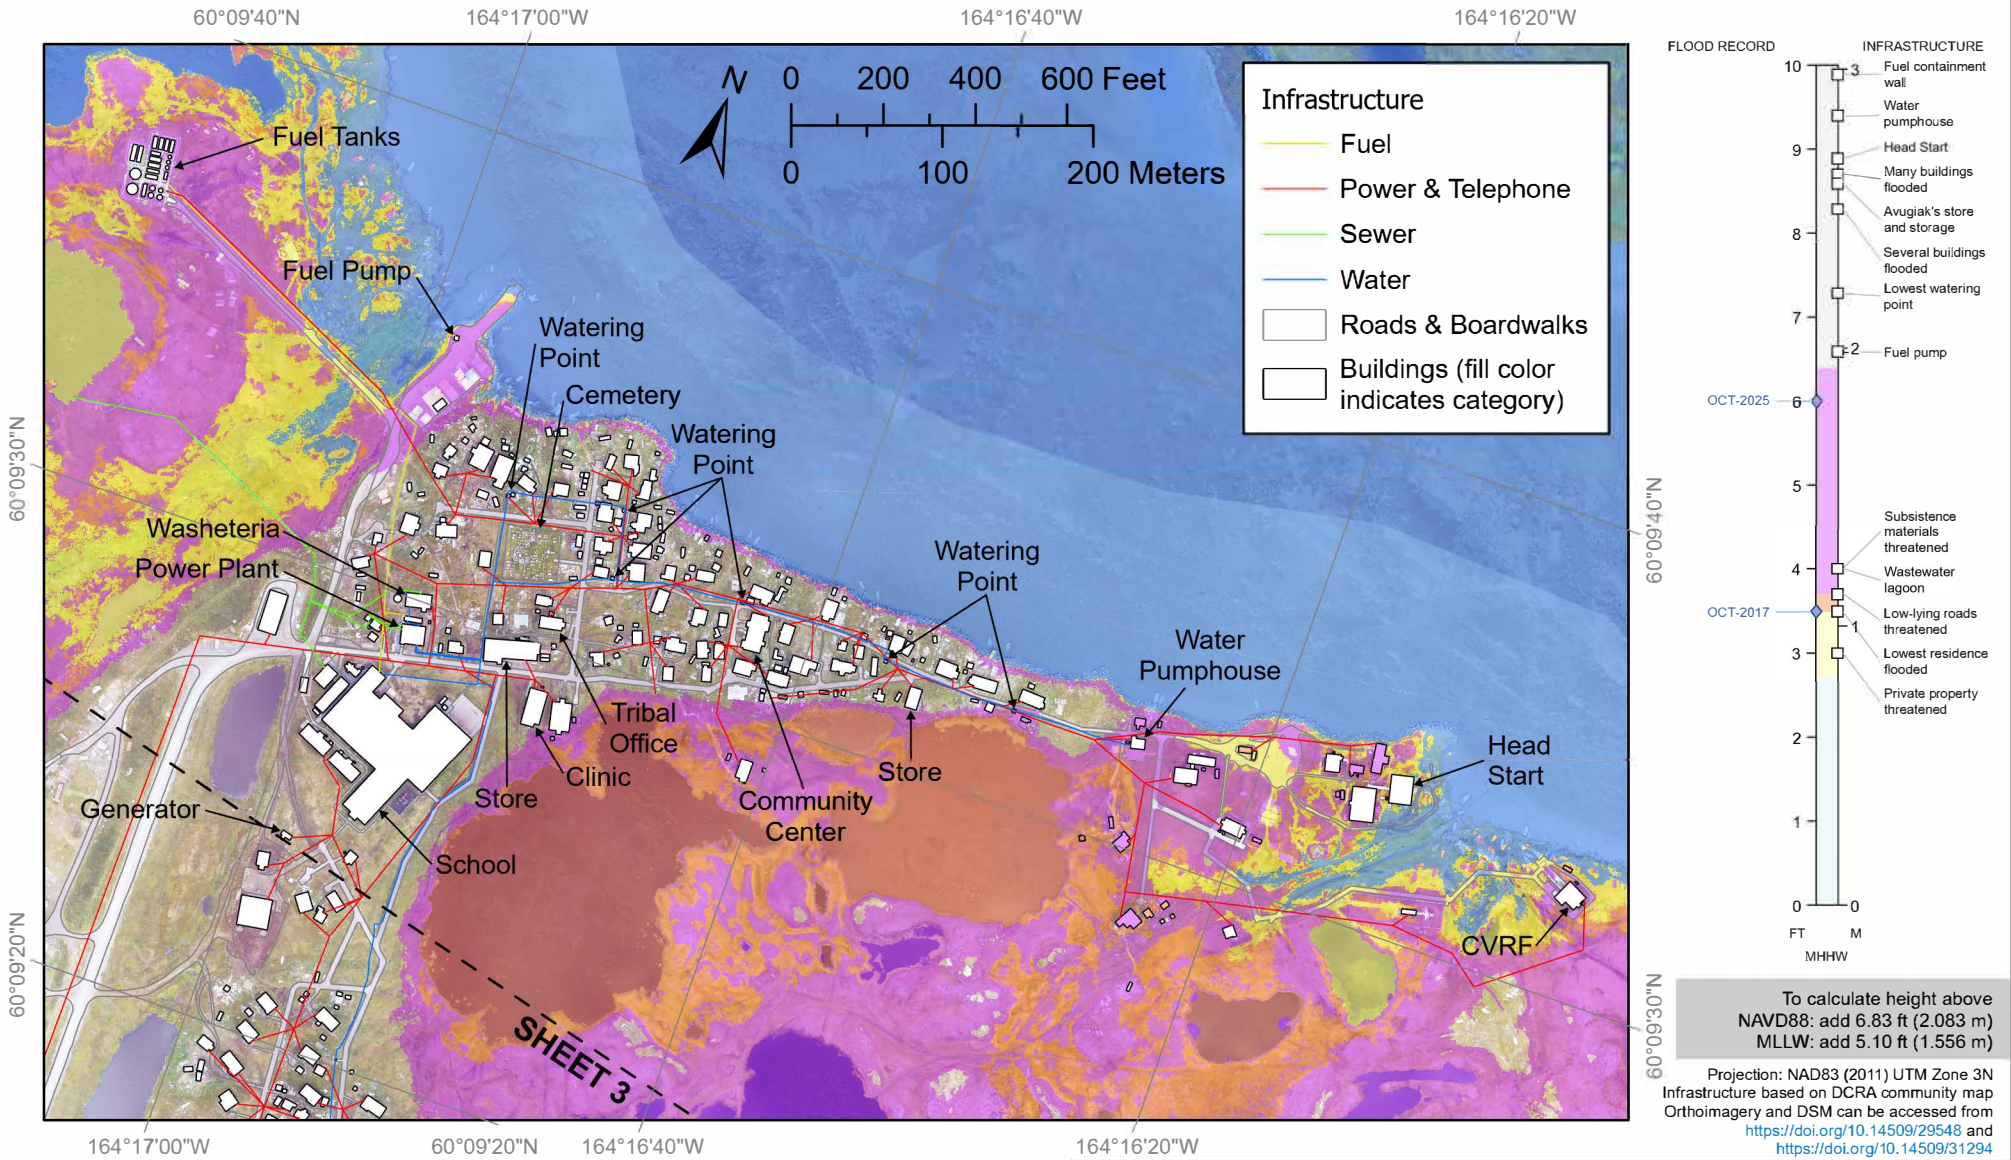 60°09'40"N
164°17'00"W
164°16'40"W
164°16'20"W
N
0 200 400 600 Feet
0 100 200 Meters
Infrastructure
Fuel
Power & Telephone
Sewer
Water
Roads & Boardwalks
Buildings (fill color
indicates category)
Fuel Tanks
Fuel Pump
Watering
Point
Cemetery
Watering
Point
Washeteria
Power Plant
Watering
Point
Water
Pumphouse
Tribal
Office
Clinic
Store
Community
Center
Store
Head
Start
Generator
School
CVRF
SHEET 3
60°09'30"N
60°09'20"N
60°09'40"N
60°09'30"N
164°17'00"W
60°09'20"N
164°16'40"W
164°16'20"W
FLOOD RECORD
INFRASTRUCTURE
10
9
8
7
6
5
4
3
2
1
0
3
2
1
0
FT
M
MHHW
OCT-2025
OCT-2017
Fuel containment
wall
Water
pumphouse
Head Start
Many buildings
flooded
Avugiak's store
and storage
Several buildings
flooded
Lowest watering
point
Fuel pump
Subsistence
materials
threatened
Wastewater
lagoon
Low-lying roads
threatened
Lowest residence
flooded
Private property
threatened
To calculate height above
NAVD88: add 6.83 ft (2.083 m)
MLLW: add 5.10 ft (1.556 m)
Projection: NAD83 (2011) UTM Zone 3N
Infrastructure based on DCRA community map
Orthoimagery and DSM can be accessed from
https://doi.org/10.14509/29548 and
https://doi.org/10.14509/31294